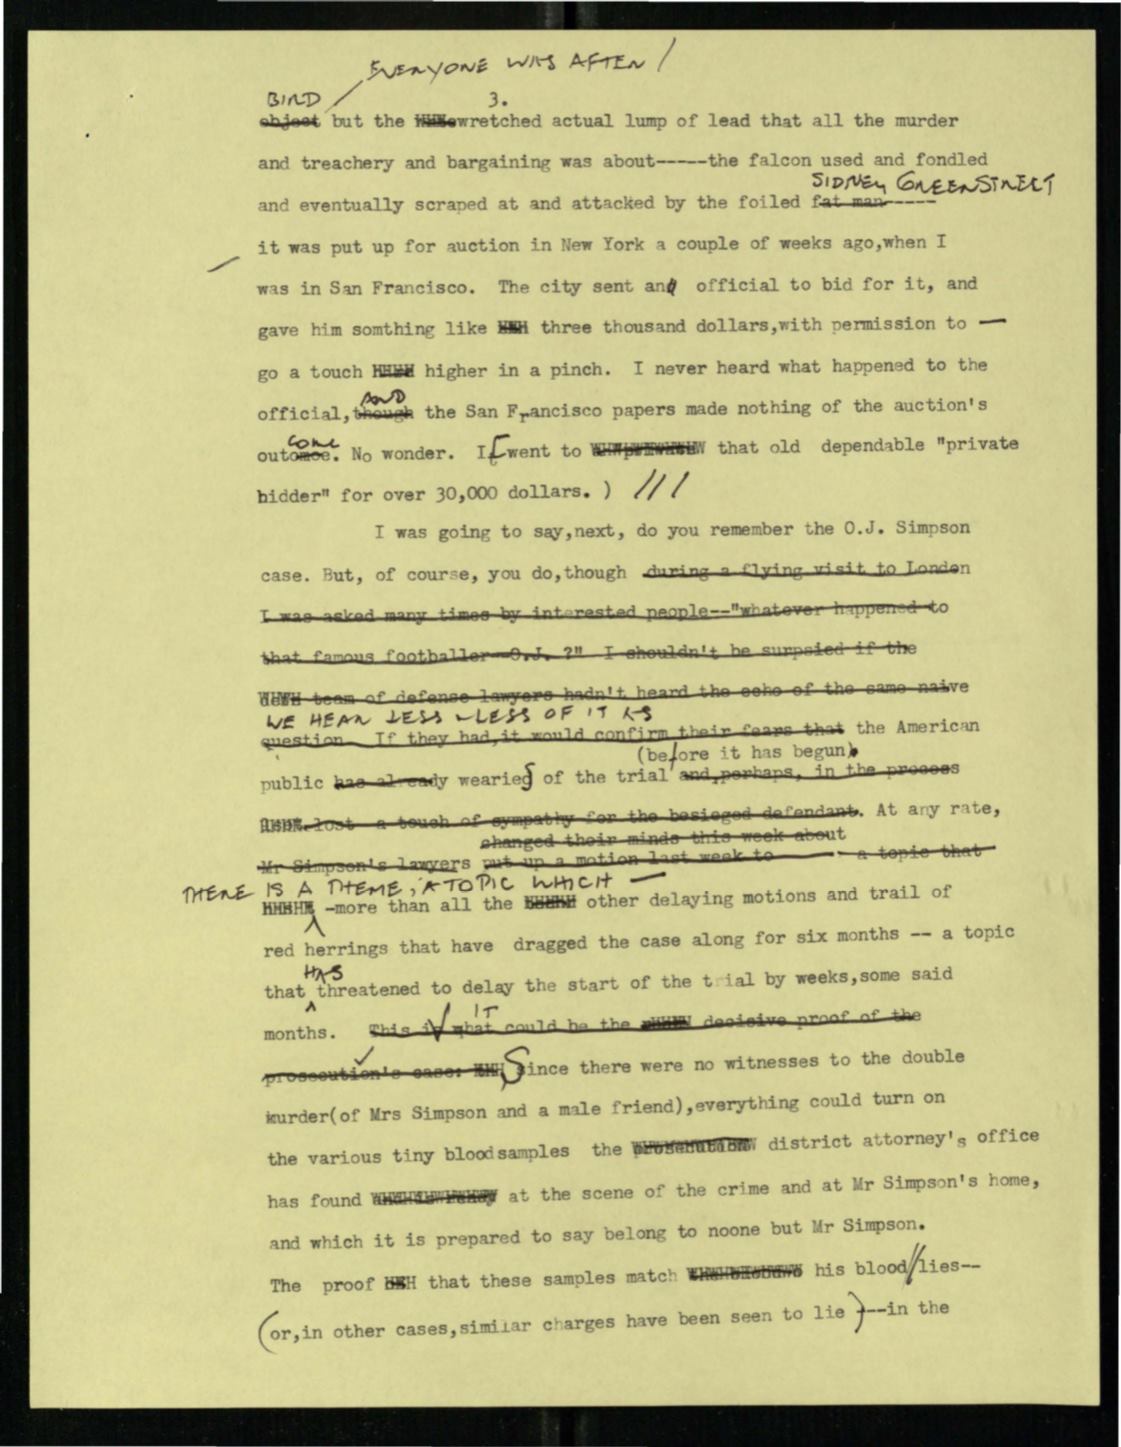 EVERYONE WAS AFTER /
BIRD / 3.
object but the wretched actual lump of lead that all the murder
and treachery and bargaining was about-----the falcon used and fondled
SIDNEY GREENSTREET
and eventually scraped at and attacked by the foiled fat man-----
it was put up for auction in New York a couple of weeks ago,when I
was in San Francisco. The city sent an official to bid for it, and
gave him somthing like three thousand dollars,with permission to —
go a touch higher in a pinch. I never heard what happened to the
AND
official,though the San Francisco papers made nothing of the auction's
come
outcome. No wonder. It went to that old dependable "private
bidder" for over 30,000 dollars. ) ///
I was going to say,next, do you remember the O.J. Simpson
case. But, of course, you do,though during a flying visit to London
I was asked many times by interested people--"whatever happened to
that famous footballer--O.J. ?" I shouldn't be surpsied if the
team of defense lawyers hadn't heard the echo of the same naive
WE HEAR LESS & LESS OF IT AS
question. If they had,it would confirm their fears that the American
(before it has begun)
public has already wearied of the trial and,perhaps, in the process
lost a touch of sympathy for the besieged defendant. At any rate,
changed their minds this week about
Mr Simpson's lawyers put up a motion last week to ---- a topic that
THERE IS A THEME, A TOPIC WHICH —
-more than all the other delaying motions and trail of
red herrings that have dragged the case along for six months -- a topic
HAS
that threatened to delay the start of the trial by weeks,some said
IT
months. This is what could be the decisive proof of the
prosecution's case: Since there were no witnesses to the double
murder(of Mrs Simpson and a male friend),everything could turn on
the various tiny bloodsamples the district attorney's office
has found at the scene of the crime and at Mr Simpson's home,
and which it is prepared to say belong to noone but Mr Simpson.
The proof that these samples match his blood//lies--
(or,in other cases,similar charges have been seen to lie)--in the